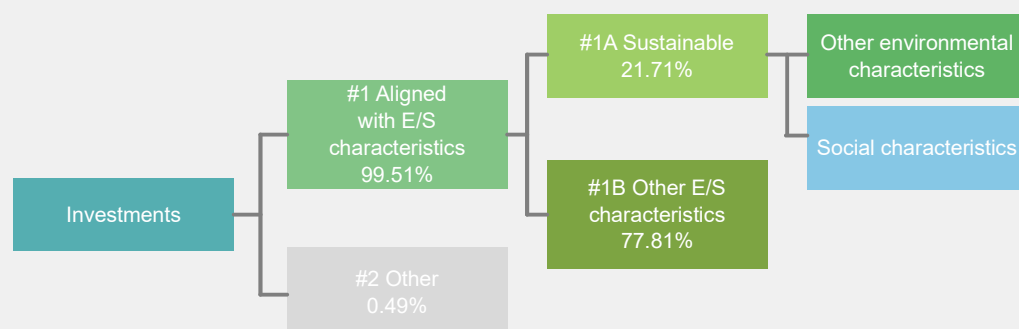 Investments
#1 Aligned
with E/S
characteristics
99.51%
#2 Other
0.49%
#1A Sustainable
21.71%
#1B Other E/S
characteristics
77.81%
Other environmental
characteristics
Social characteristics